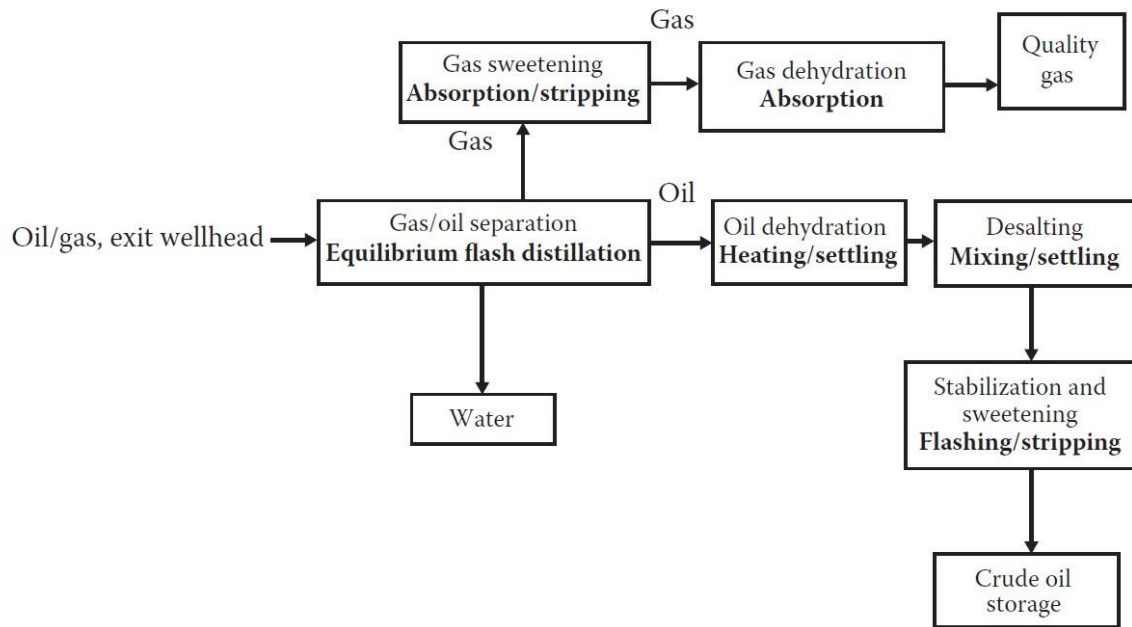 Gas
Gas sweetening
Absorption/stripping
Gas dehydration
Absorption
Quality
gas
Gas
Oil
Oil/gas, exit wellhead
Gas/oil separation
Equilibrium flash distillation
Oil dehydration
Heating/settling
Desalting
Mixing/settling
Water
Stabilization and
sweetening
Flashing/stripping
Crude oil
storage